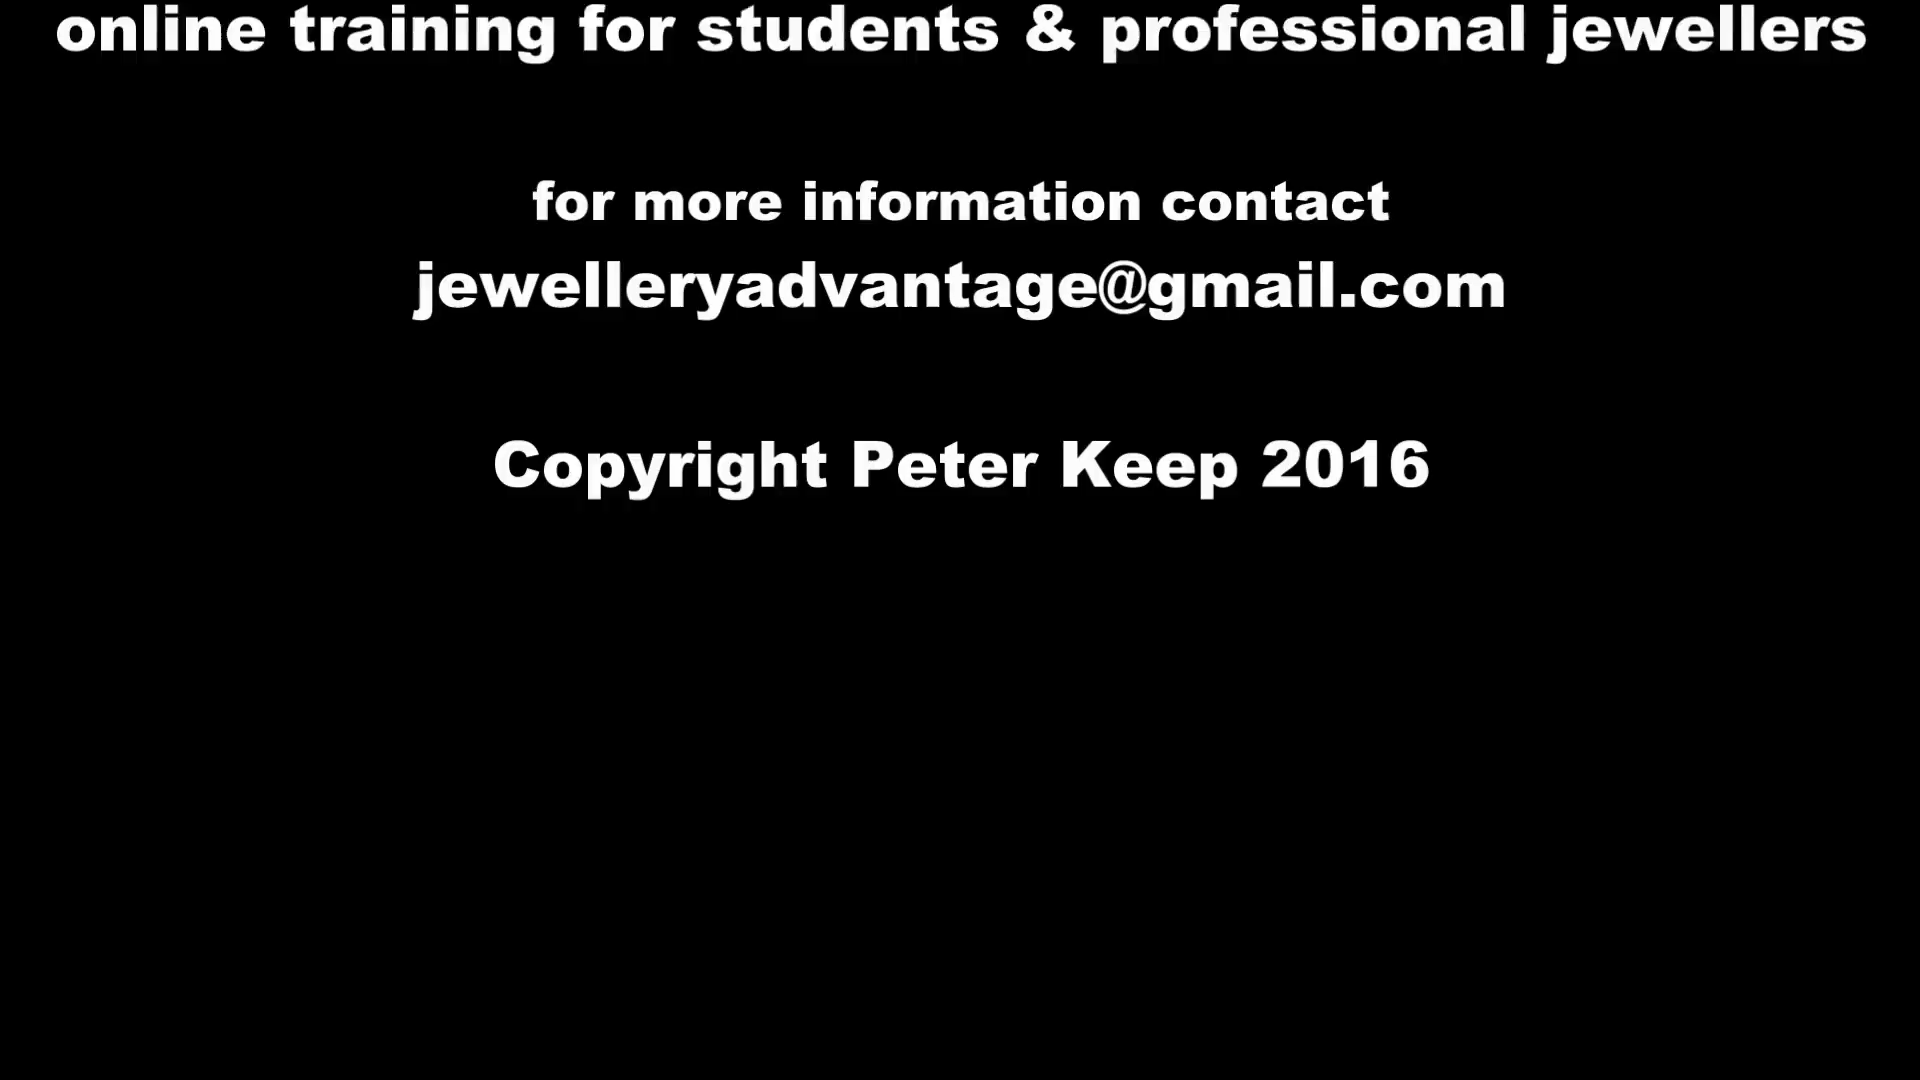 online training for students & professional jewellers
for more information contact
jewelleryadvantage@gmail.com
Copyright Peter Keep 2016